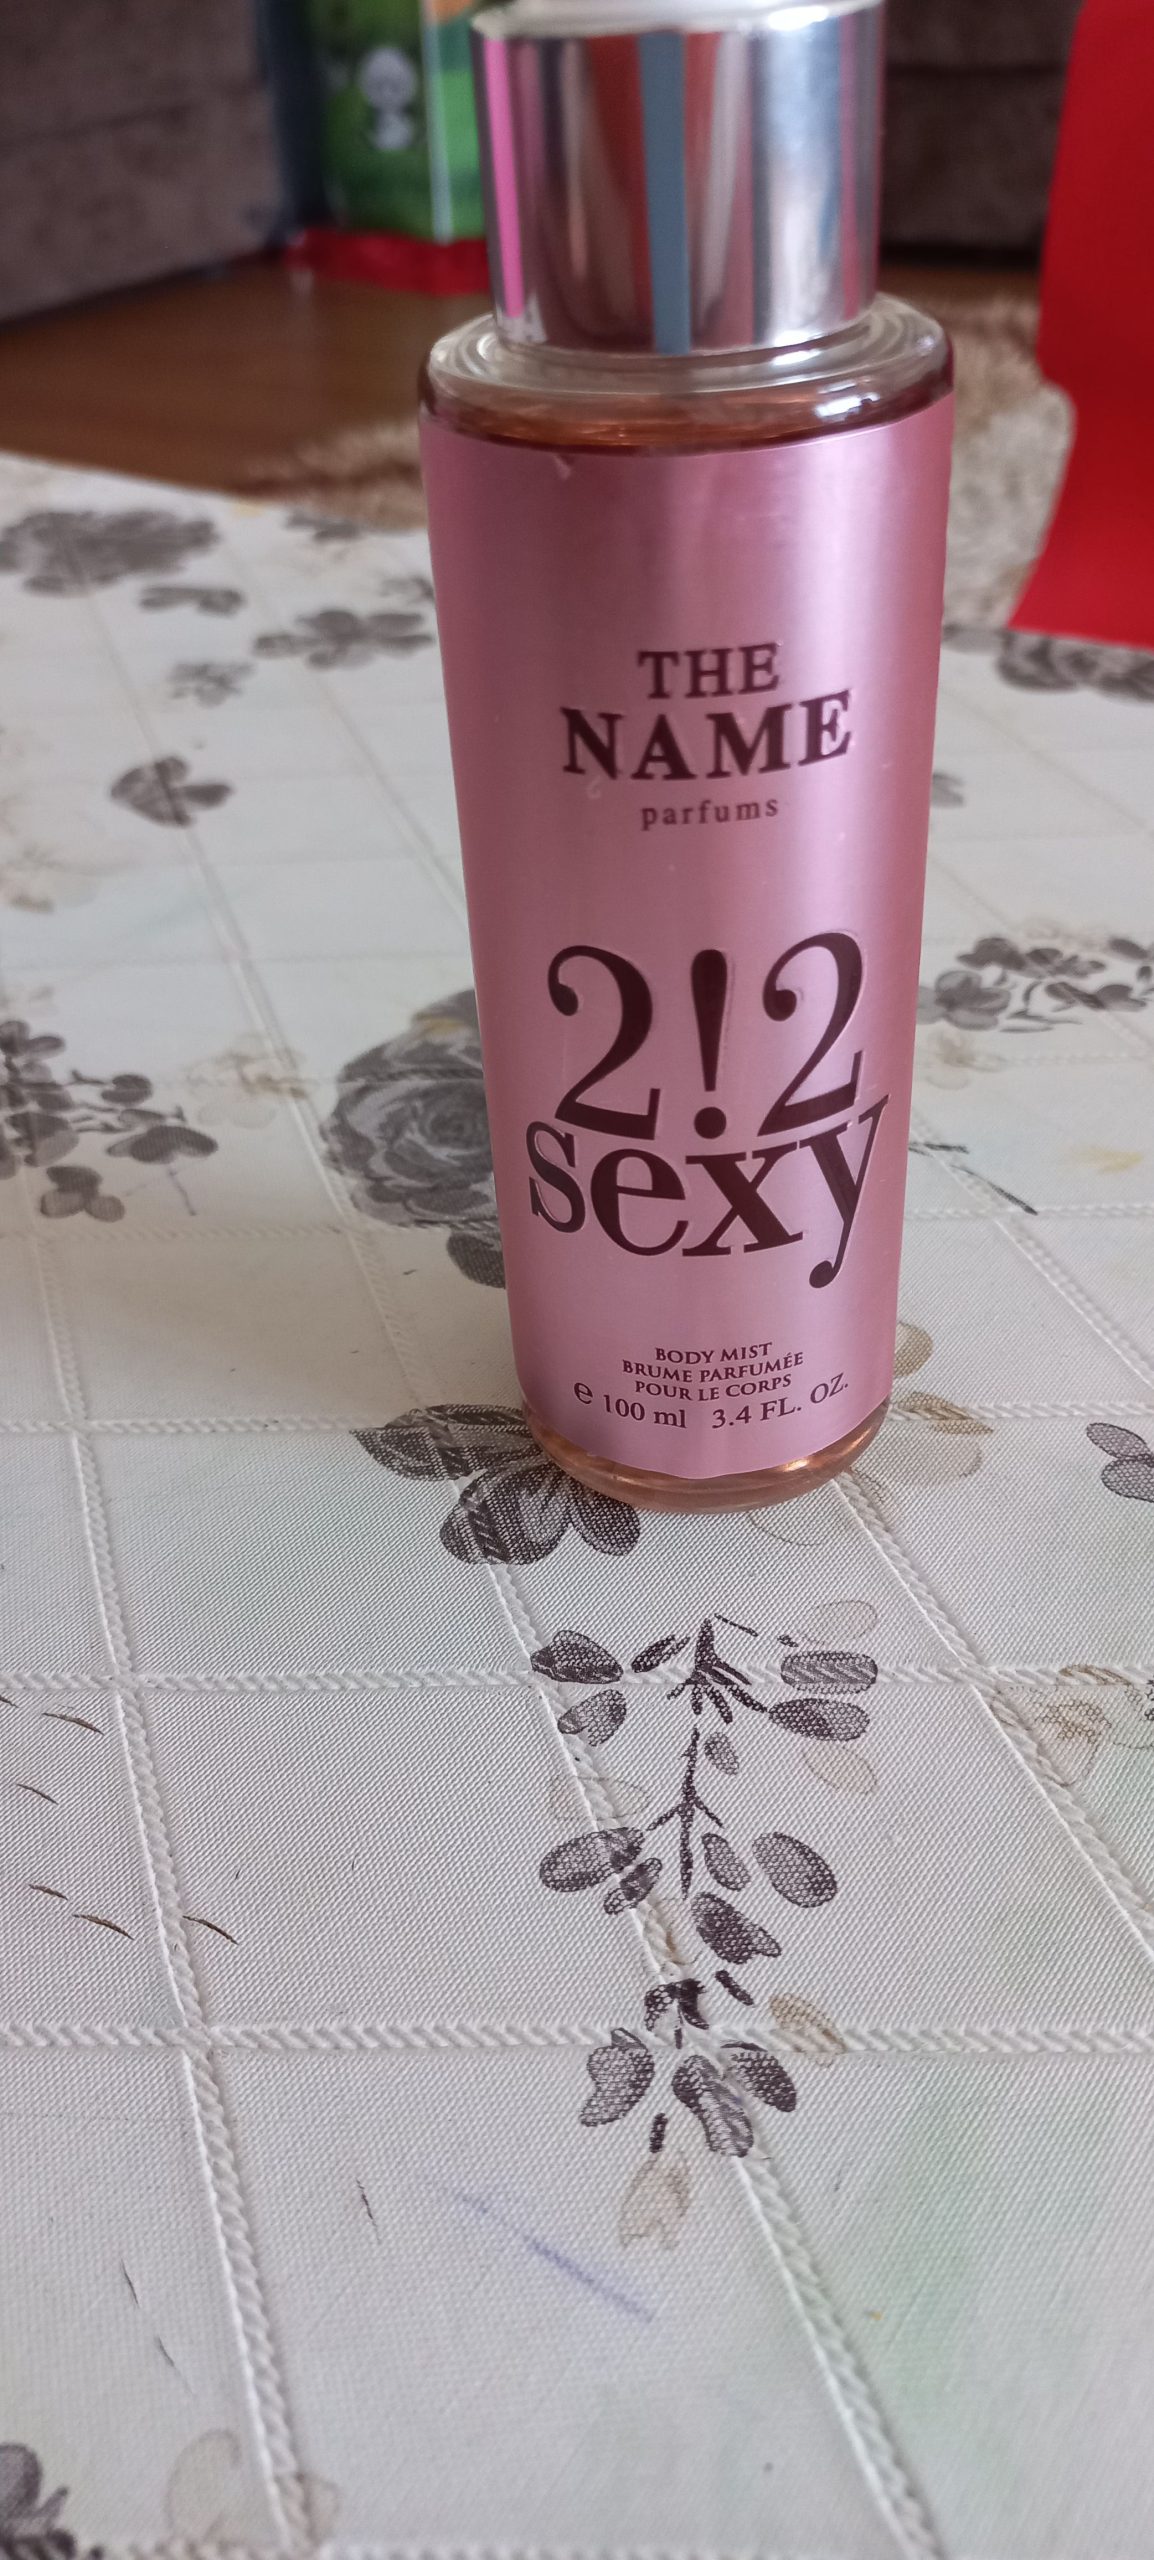 THE
NAME
parfums
2!2
sexy
BODY MIST
BRUME PARFUMÉE
POUR LE CORPS
e 100 ml 3.4 FL. OZ.